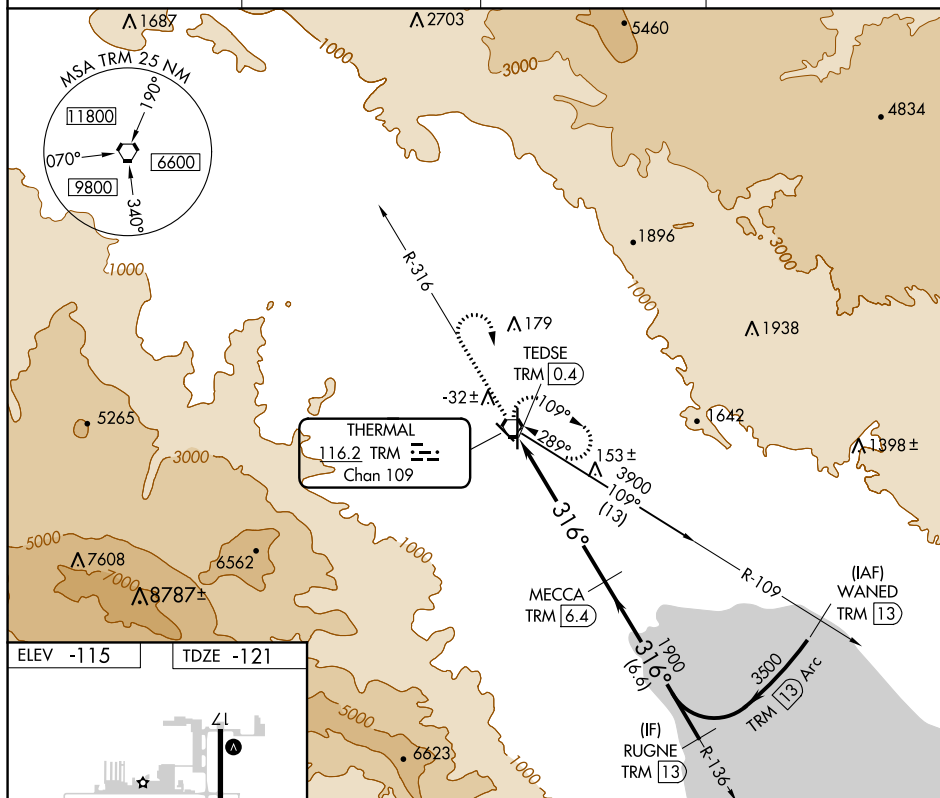 1687
2703
5460
1000
3000
4834
MSA TRM 25 NM
190°
11800
070°
6600
9800
340°
1000
R-316
1896
3000
1000
179
1938
TEDSE
TRM 0.4
-32±
109°
5265
THERMAL
116.2 TRM
Chan 109
289°
153±
3900
109°
(13)
1642
1398±
3000
316°
5000
7608
7000
8787±
6562
1000
MECCA
TRM 6.4
R-109
(IAF)
WANED
TRM 13
1900
316°
(6.6)
3500
TRM 13 Arc
ELEV -115
TDZE -121
17
5000
6623
1000
(IF)
RUGNE
TRM 13
R-136
V